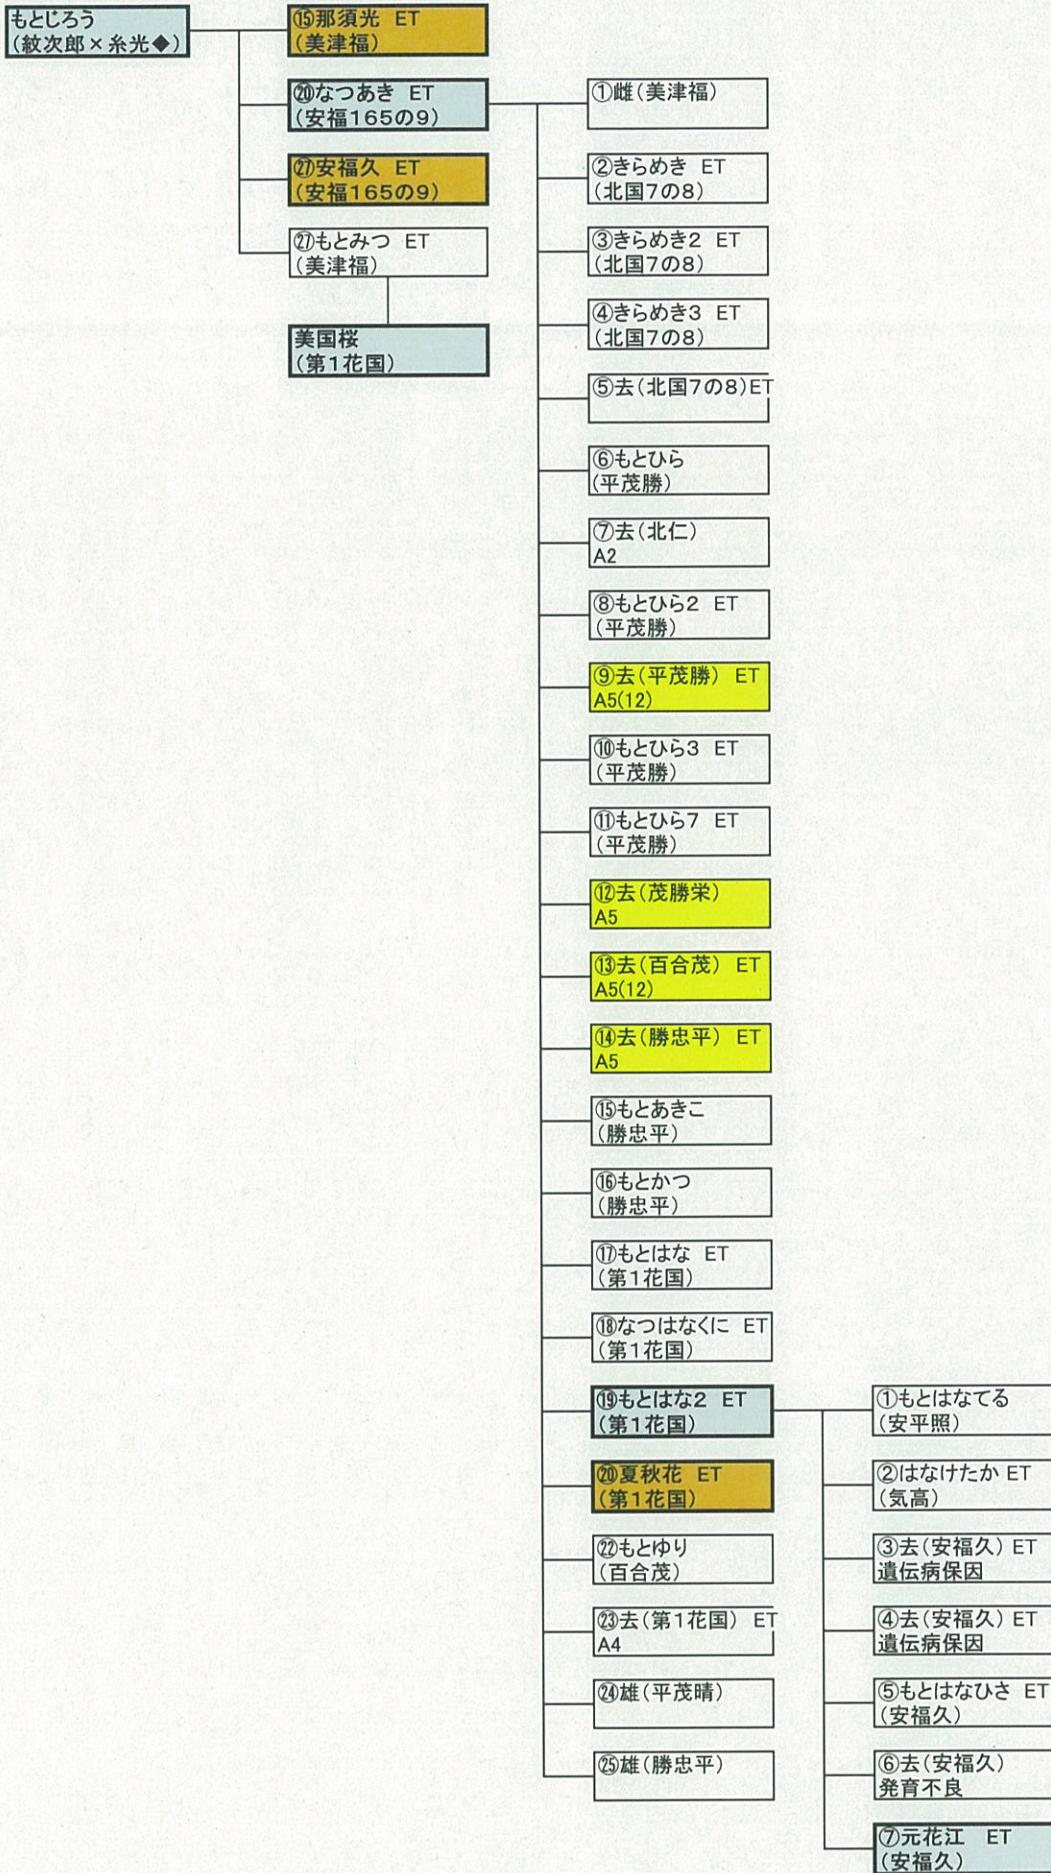 もとじろう
(紋次郎×糸光◆)
⑮那須光 ET
(美津福)
⑳なつあき ET
(安福165の9)
㉗安福久 ET
(安福165の9)
㉗もとみつ ET
(美津福)
美国桜
(第1花国)
①雌(美津福)
②きらめき ET
(北国7の8)
③きらめき2 ET
(北国7の8)
④きらめき3 ET
(北国7の8)
⑤去(北国7の8)ET
⑥もとひら
(平茂勝)
⑦去(北仁)
A2
⑧もとひら2 ET
(平茂勝)
⑨去(平茂勝) ET
A5(12)
⑩もとひら3 ET
(平茂勝)
⑪もとひら7 ET
(平茂勝)
⑫去(茂勝栄)
A5
⑬去(百合茂) ET
A5(12)
⑭去(勝忠平) ET
A5
⑮もとあきこ
(勝忠平)
⑯もとかつ
(勝忠平)
⑰もとはな ET
(第1花国)
⑱なつはなくに ET
(第1花国)
⑲もとはな2 ET
(第1花国)
⑳夏秋花 ET
(第1花国)
㉒もとゆり
(百合茂)
㉓去(第1花国) ET
A4
㉔雄(平茂晴)
㉕雄(勝忠平)
①もとはなてる
(安平照)
②はなけたか ET
(気高)
③去(安福久) ET
遺伝病保因
④去(安福久) ET
遺伝病保因
⑤もとはなひさ ET
(安福久)
⑥去(安福久)
発育不良
⑦元花江 ET
(安福久)